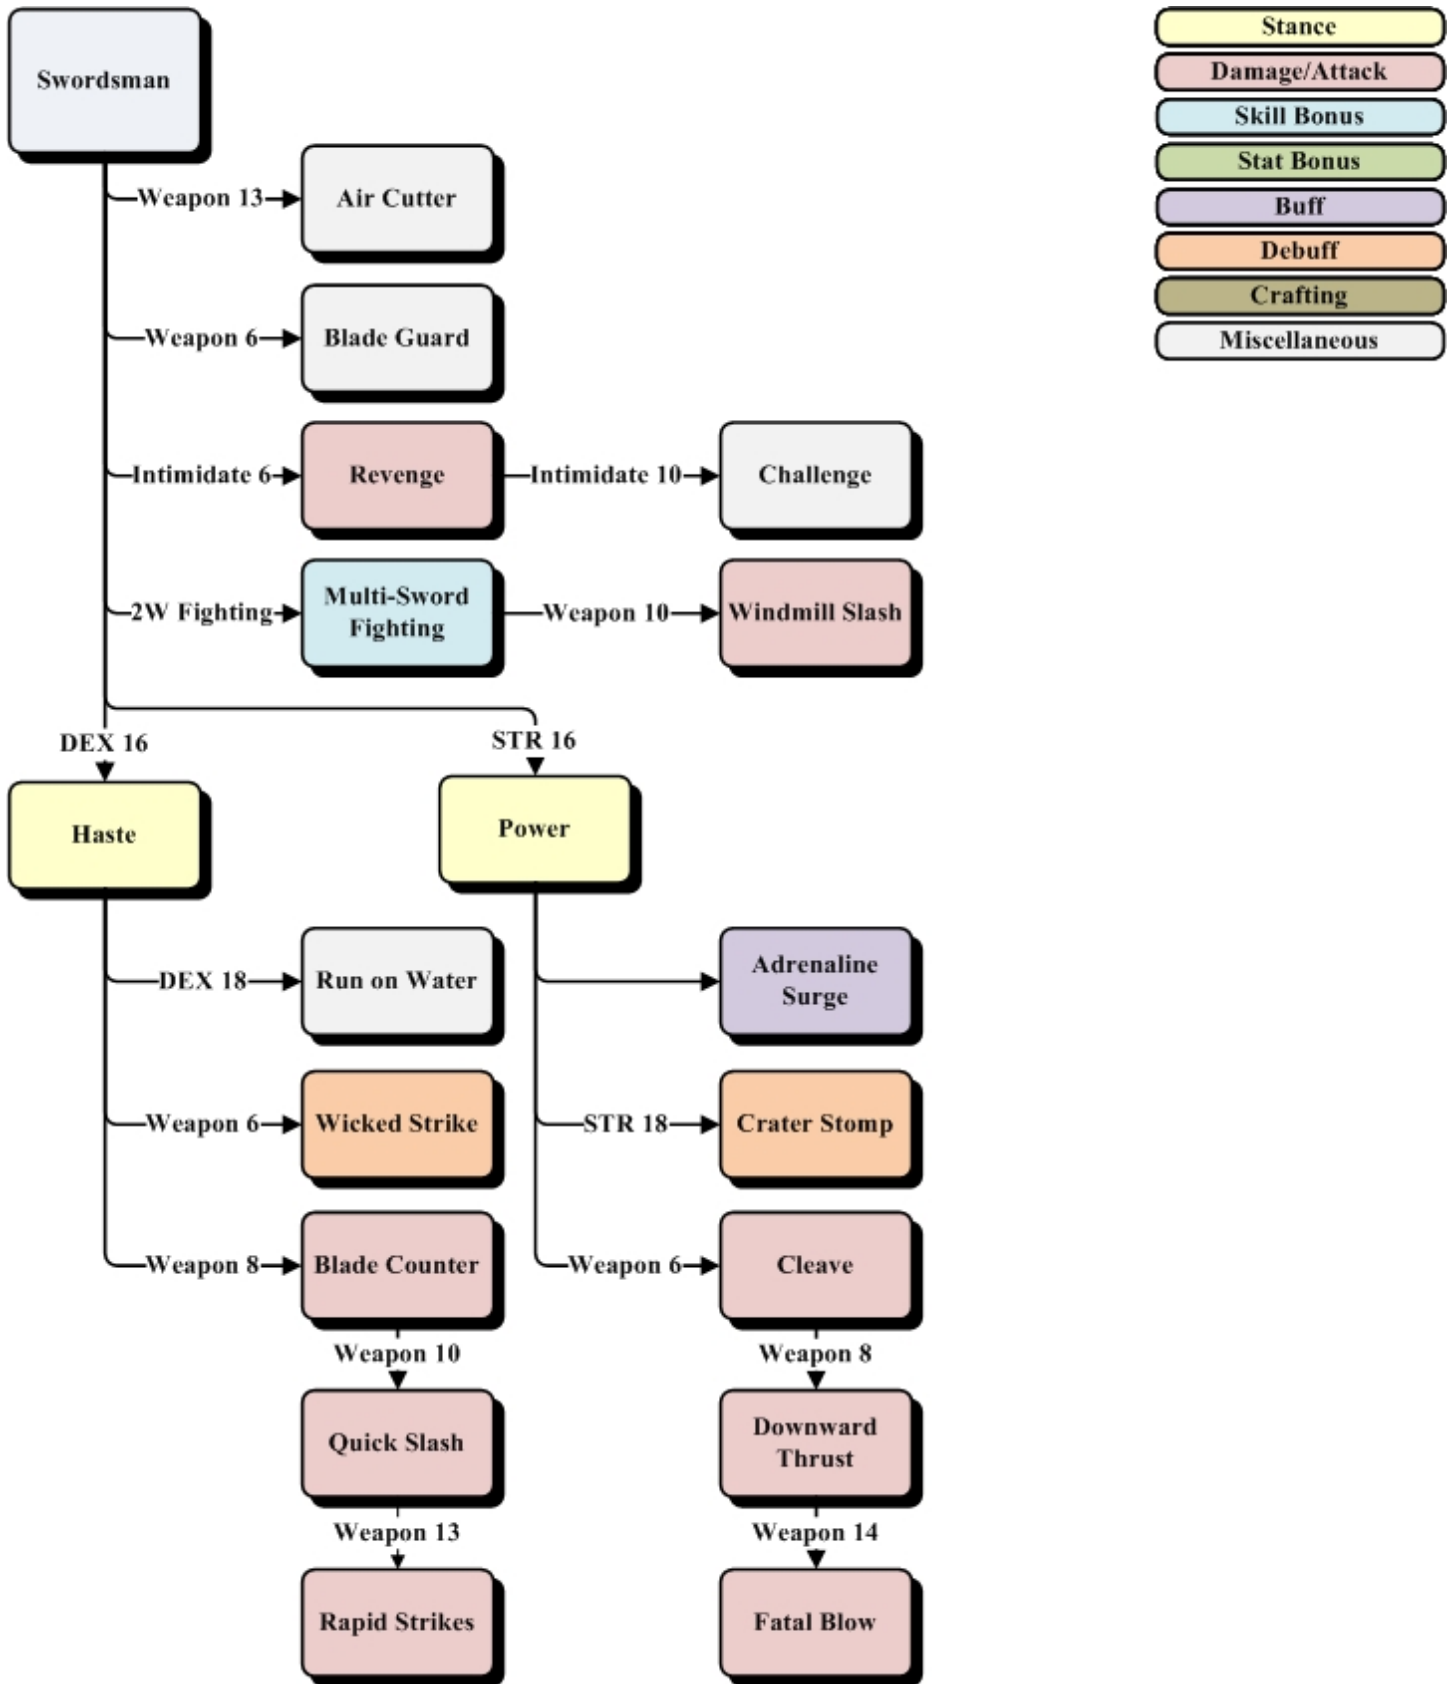 Swordsman
Stance
Damage/Attack
Skill Bonus
Stat Bonus
Buff
Debuff
Crafting
Miscellaneous
Weapon 13
Air Cutter
Weapon 6
Blade Guard
Intimidate 6
Revenge
Intimidate 10
Challenge
2W Fighting
Multi-Sword
Fighting
Weapon 10
Windmill Slash
DEX 16
STR 16
Haste
Power
DEX 18
Run on Water
Adrenaline
Surge
Weapon 6
Wicked Strike
STR 18
Crater Stomp
Weapon 8
Blade Counter
Weapon 6
Cleave
Weapon 10
Weapon 8
Quick Slash
Downward
Thrust
Weapon 13
Weapon 14
Rapid Strikes
Fatal Blow